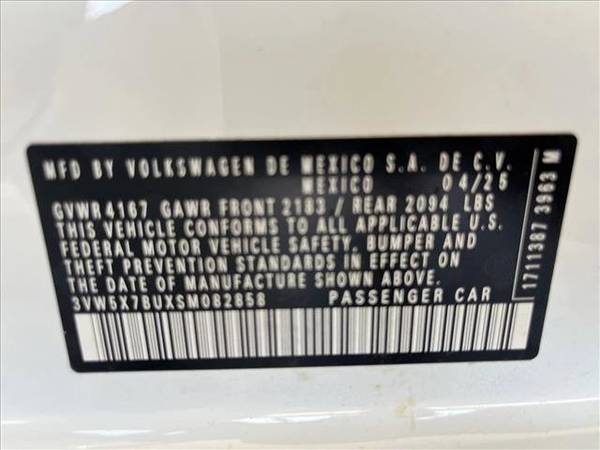 MFD BY VOLKSWAGEN DE MEXICO S.A. DE C.V.
MEXICO 04/25
GVWR 4167 GAWR FRONT 2183 / REAR 2094 LBS
THIS VEHICLE CONFORMS TO ALL APPLICABLE U.S.
FEDERAL MOTOR VEHICLE SAFETY, BUMPER AND
THEFT PREVENTION STANDARDS IN EFFECT ON
THE DATE OF MANUFACTURE SHOWN ABOVE.
3VW5X7BUXSM082858 PASSENGER CAR
1711387 3963 M